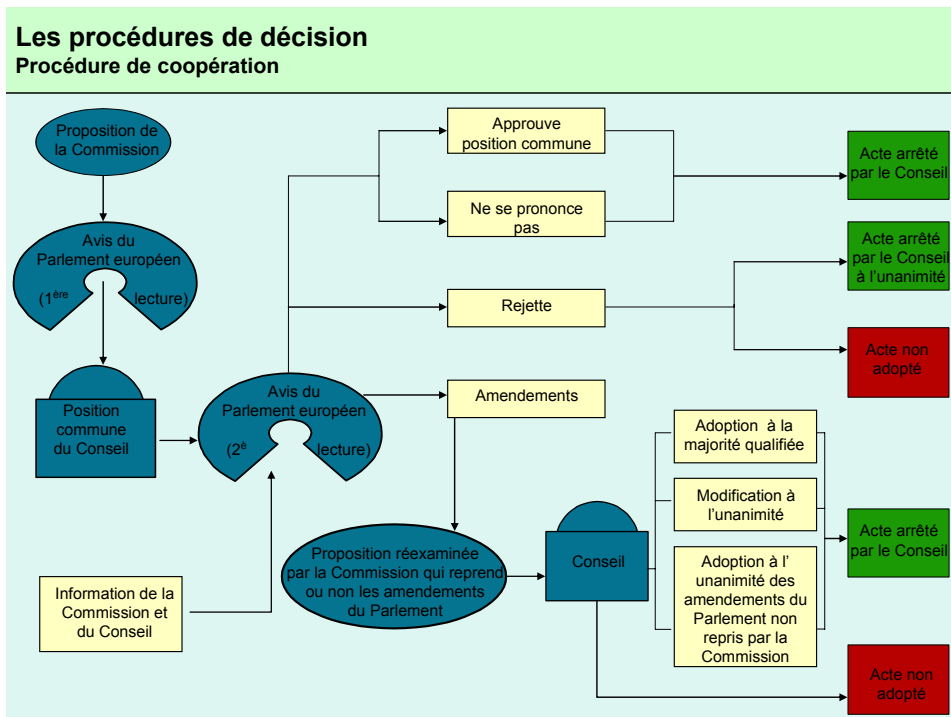 Les procédures de décision
Procédure de coopération
Proposition de
la Commission
Avis du
Parlement européen
(1ère lecture)
Position
commune
du Conseil
Information de la
Commission et
du Conseil
Avis du
Parlement européen
(2è lecture)
Approuve
position commune
Ne se prononce
pas
Rejette
Amendements
Acte arrêté
par le Conseil
Acte arrêté
par le Conseil
à l'unanimité
Acte non
adopté
Proposition réexaminée
par la Commission qui reprend
ou non les amendements
du Parlement
Conseil
Adoption à la
majorité qualifiée
Modification à
l'unanimité
Adoption à l'
unanimité des
amendements du
Parlement non
repris par la
Commission
Acte arrêté
par le Conseil
Acte non
adopté